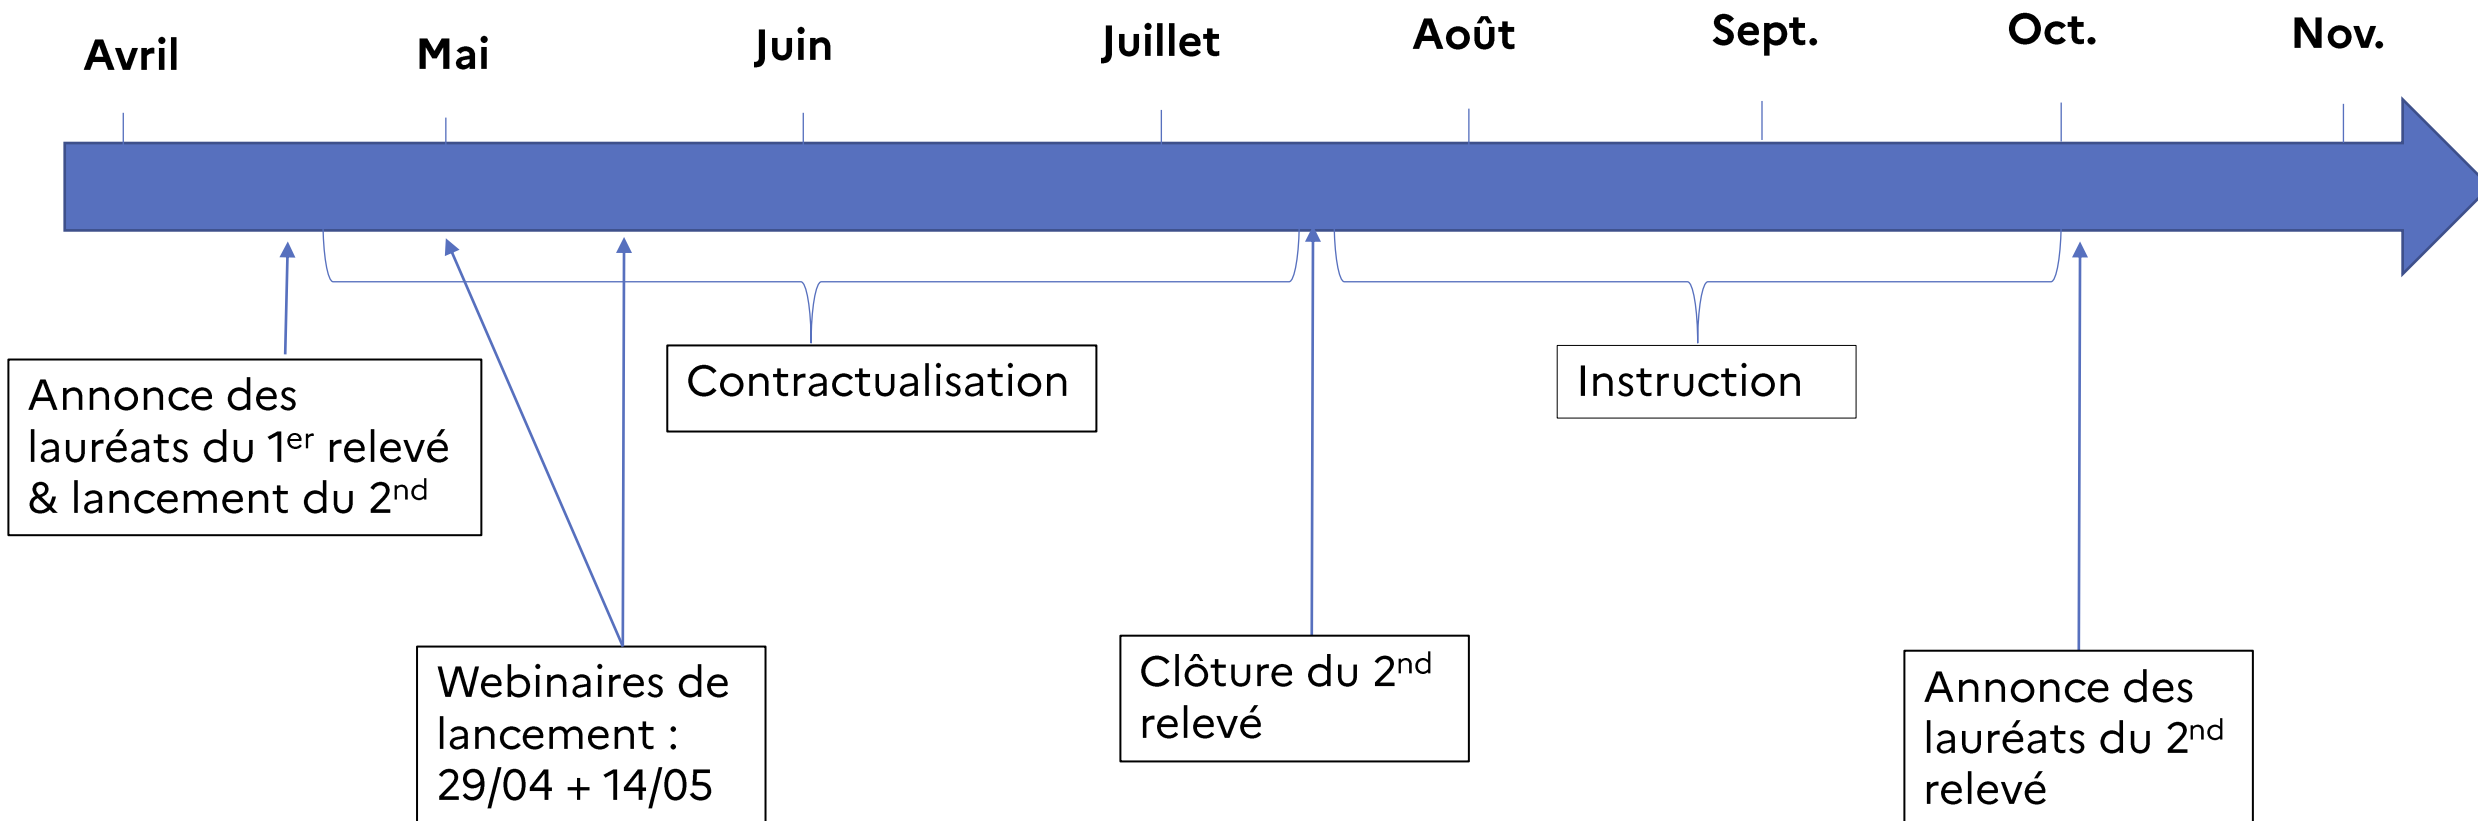 Avril
Mai
Juin
Juillet
Août
Sept.
Oct.
Nov.
Annonce des
lauréats du 1er relevé
& lancement du 2nd
Contractualisation
Instruction
Webinaires de
lancement :
29/04 + 14/05
Clôture du 2nd
relevé
Annonce des
lauréats du 2nd
relevé